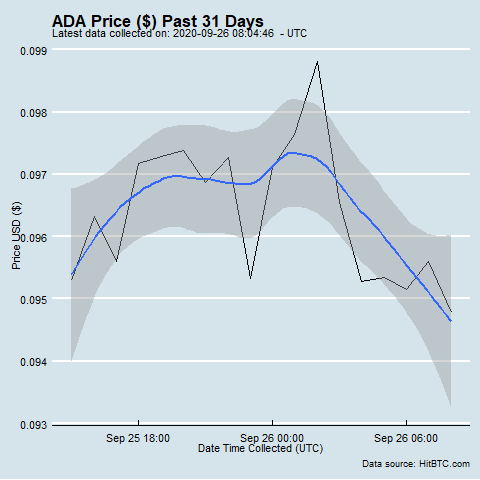 ADA Price ($) Past 31 Days
Latest data collected on: 2020-09-26 08:04:46 - UTC
0.099
0.098
0.097
0.096
0.095
0.094
0.093
Price USD ($)
Sep 25 18:00
Sep 26 00:00
Sep 26 06:00
Date Time Collected (UTC)
Data source: HitBTC.com